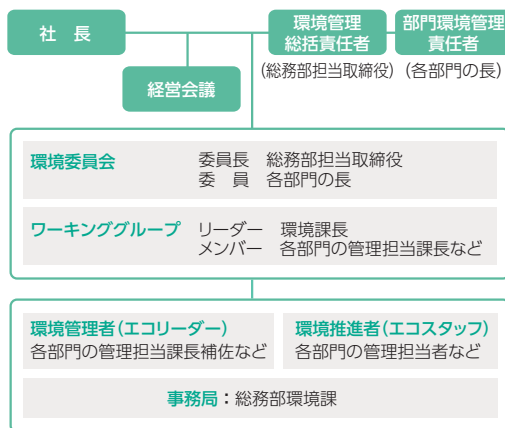 社　長
環境管理
総括責任者
部門環境管理
責任者
(総務部担当取締役)
(各部門の長)
経営会議
環境委員会　委員長　総務部担当取締役
委　員　各部門の長
ワーキンググループ　リーダー　環境課長
メンバー　各部門の管理担当課長など
環境管理者(エコリーダー)
各部門の管理担当課長補佐など
環境推進者(エコスタッフ)
各部門の管理担当者など
事務局：総務部環境課